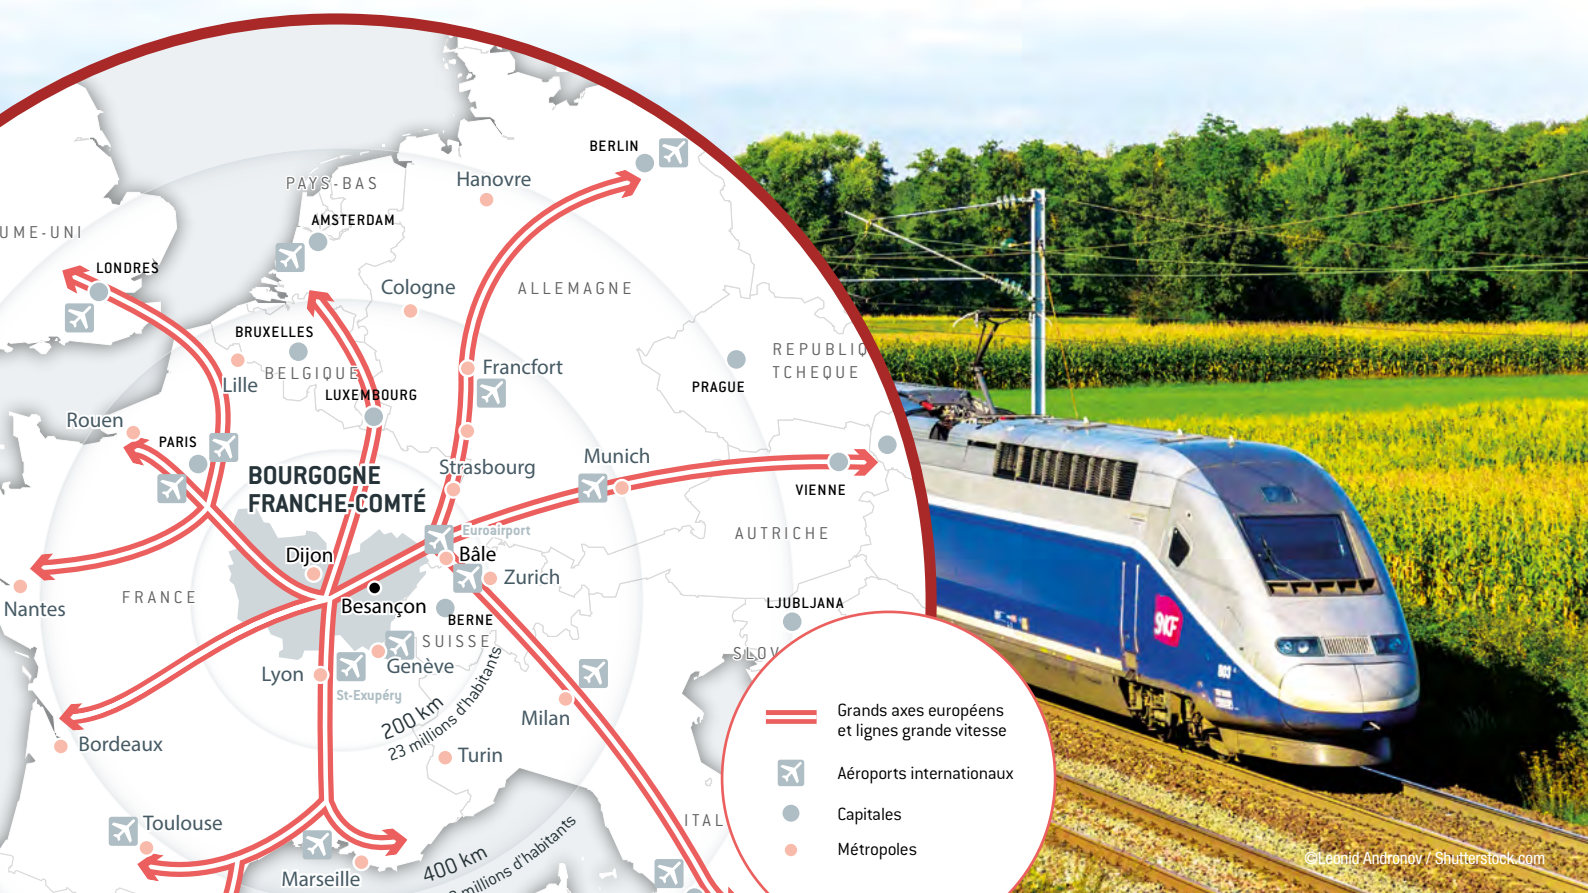 BERLIN
Hanovre
PAYS-BAS
AMSTERDAM
UME-UNI
LONDRES
Cologne
ALLEMAGNE
BRUXELLES
BELGIQUE
Lille
LUXEMBOURG
Francfort
REPUBLIQ
TCHEQUE
PRAGUE
Rouen
PARIS
BOURGOGNE
FRANCHE-COMTÉ
Strasbourg
Munich
VIENNE
Euroairport
AUTRICHE
Dijon
Bâle
Zurich
Besançon
BERNE
SUISSE
FRANCE
Nantes
LJUBLJANA
SLOV
Lyon
Genève
St-Exupéry
200 km
23 millions d'habitants
Milan
Bordeaux
Turin
Toulouse
Marseille
400 km
millions d'habitants
ITAL
Grands axes européens
et lignes grande vitesse
Aéroports internationaux
Capitales
Métropoles
SNCF
803
©Leonid Andronov / Shutterstock.com